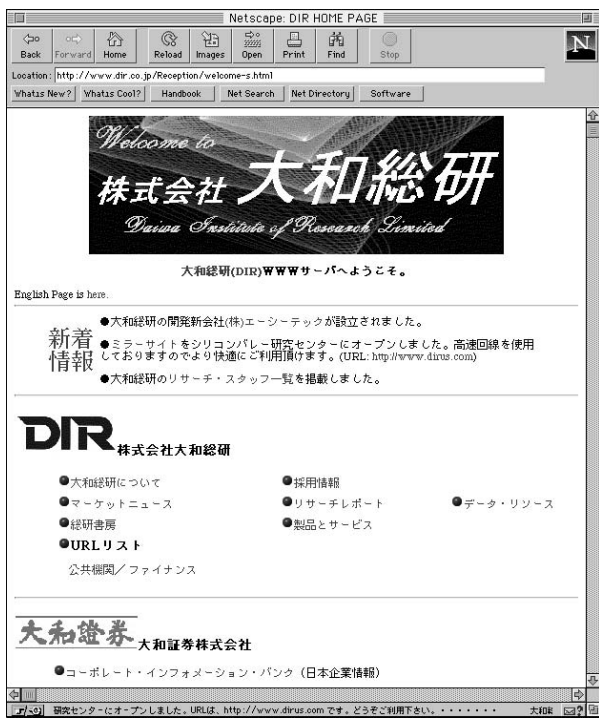 Netscape: DIR HOME PAGE
Back Forward Home Reload Images Open Print Find Stop
N
Location: http://www.dir.co.jp/Reception/welcome-s.html
What's New? What's Cool? Handbook Net Search Net Directory Software
Welcome to
株式会社 大和総研
Daiwa Institute of Research Limited
大和総研(DIR)WWWサーバへようこそ。
English Page is here.
新着情報
●大和総研の開発新会社(株)エーシーテックが設立されました。
●ミラーサイトをシリコンバレー研究センターにオープンしました。高速回線を使用
しておりますのでより快適にご利用頂けます。(URL: http://www.dirus.com)
●大和総研のリサーチ・スタッフ一覧を掲載しました。
DIR 株式会社大和総研
●大和総研について ●採用情報
●マーケットニュース ●リサーチレポート ●データ・リソース
●総研書房 ●製品とサービス
●URLリスト
公共機関／ファイナンス
大和證券 大和証券株式会社
●コーポレート・インフォメーション・バンク（日本企業情報）
研究センターにオープンしました。URLは、http://www.dirus.com です。どうぞご利用下さい。・・・・・・・ 大和